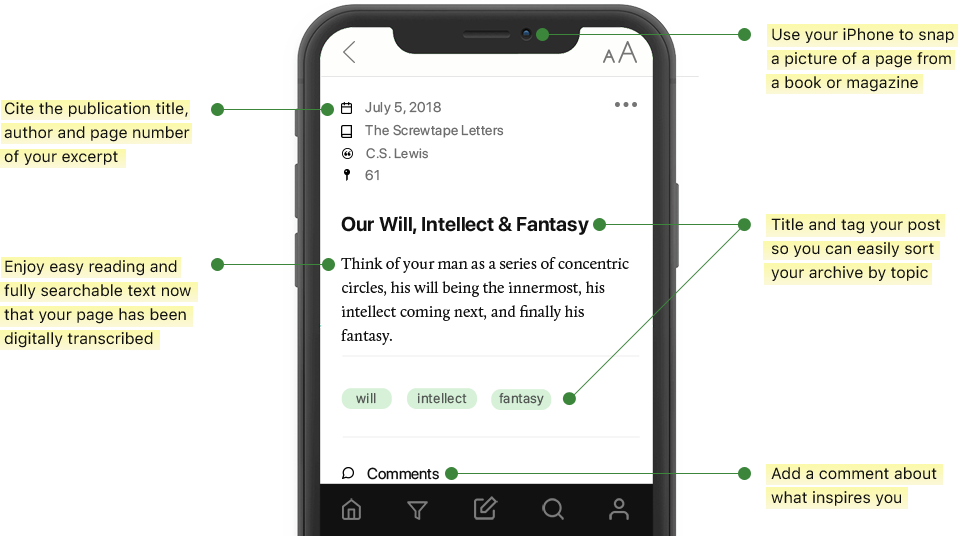 Use your iPhone to snap
a picture of a page from
a book or magazine
AA
Cite the publication title,
author and page number
of your excerpt
July 5, 2018
The Screwtape Letters
C.S. Lewis
61
Our Will, Intellect & Fantasy
Title and tag your post
so you can easily sort
your archive by topic
Enjoy easy reading and
fully searchable text now
that your page has been
digitally transcribed
Think of your man as a series of concentric
circles, his will being the innermost, his
intellect coming next, and finally his
fantasy.
will intellect fantasy
Comments
Add a comment about
what inspires you